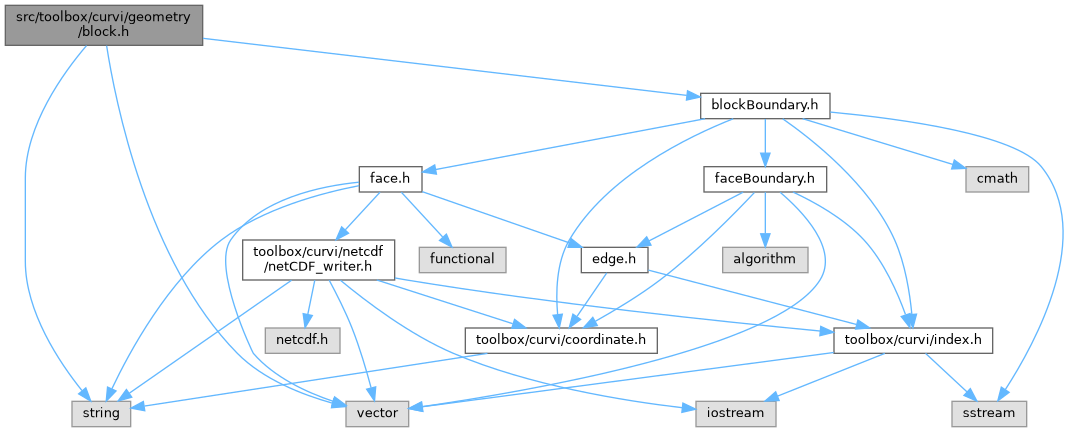 src/toolbox/curvi/geometry
/block.h
blockBoundary.h
face.h
faceBoundary.h
cmath
toolbox/curvi/netcdf
/netCDF_writer.h
functional
edge.h
algorithm
netcdf.h
toolbox/curvi/coordinate.h
toolbox/curvi/index.h
string
vector
iostream
sstream